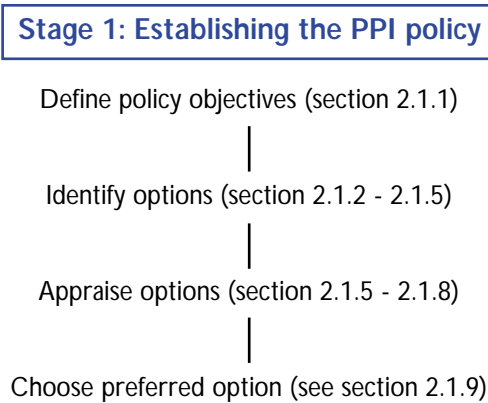 Stage 1: Establishing the PPI policy
Define policy objectives (section 2.1.1)
Identify options (section 2.1.2 - 2.1.5)
Appraise options (section 2.1.5 - 2.1.8)
Choose preferred option (see section 2.1.9)